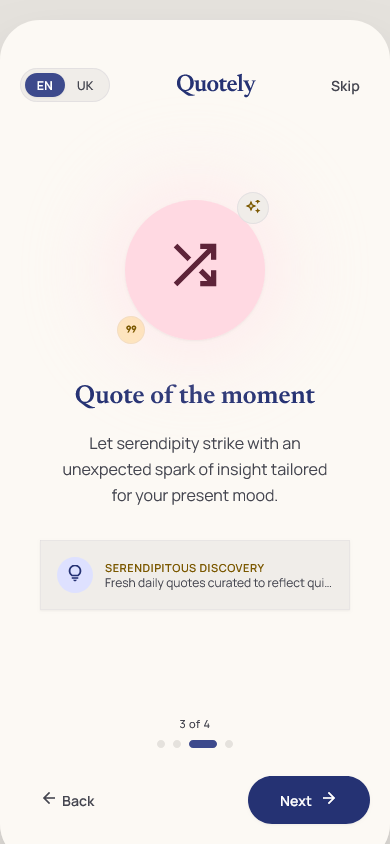 EN
UK
Quotely
Skip
Quote of the moment
Let serendipity strike with an
unexpected spark of insight tailored
for your present mood.
SERENDIPITOUS DISCOVERY
Fresh daily quotes curated to reflect qui...
3 of 4
Back
Next